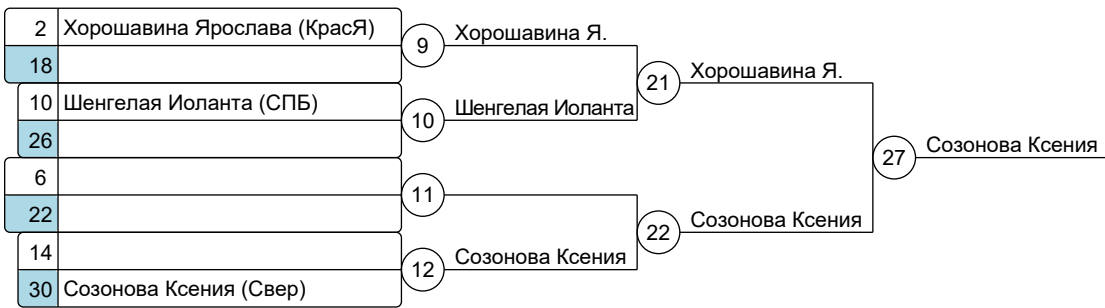 2 Хорошавина Ярослава (КрасЯ)
9 Хорошавина Я.
18
21 Хорошавина Я.
10 Шенгелая Иоланта (СПБ)
10 Шенгелая Иоланта
26
27 Созонова Ксения
6
11
22
22 Созонова Ксения
14
12 Созонова Ксения
30 Созонова Ксения (Свер)